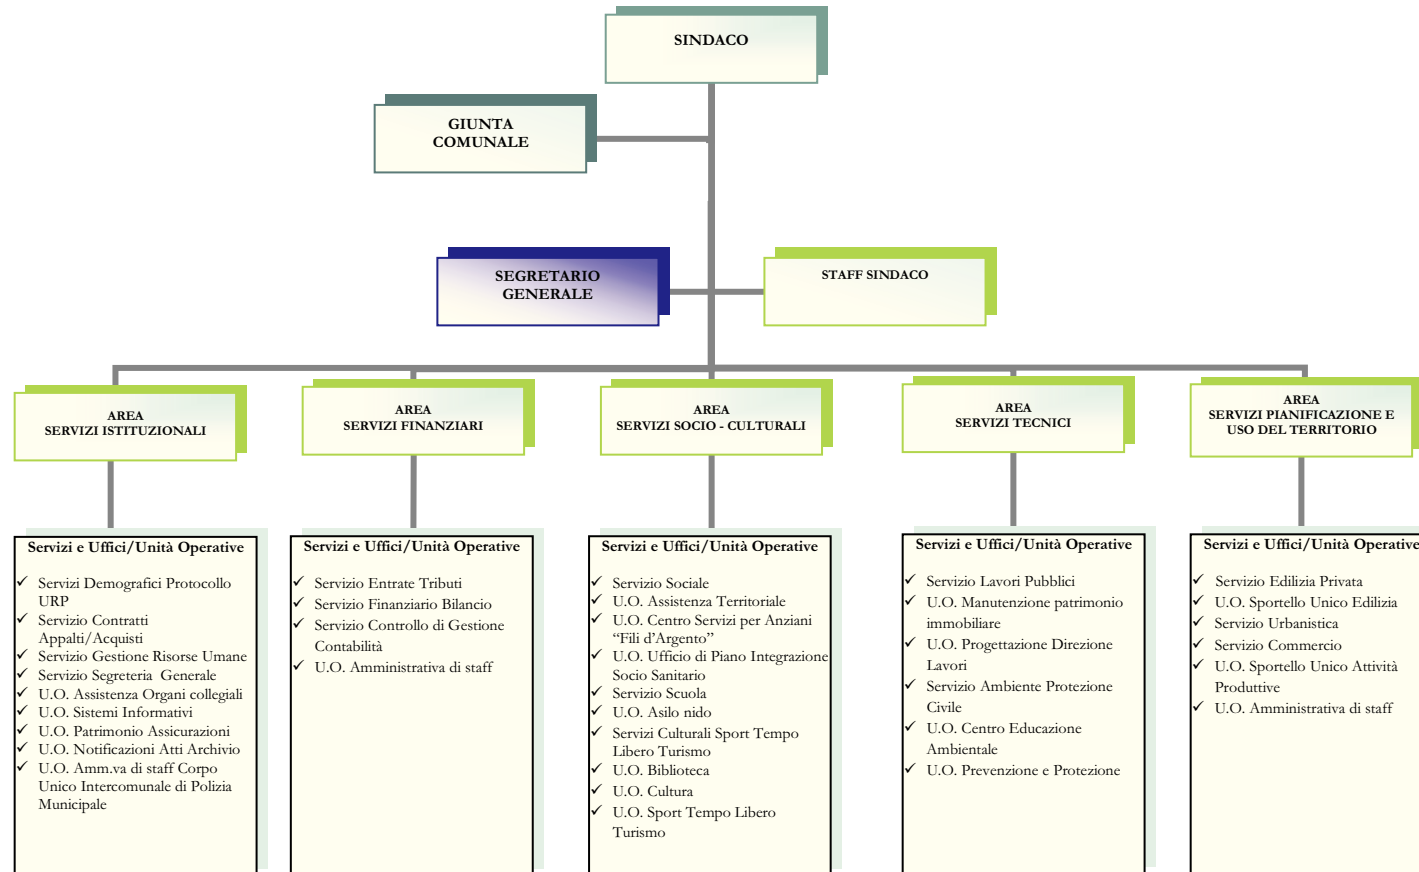 SINDACO
GIUNTA
COMUNALE
SEGRETARIO
GENERALE
STAFF SINDACO
AREA
SERVIZI ISTITUZIONALI
AREA
SERVIZI FINANZIARI
AREA
SERVIZI SOCIO - CULTURALI
AREA
SERVIZI TECNICI
AREA
SERVIZI PIANIFICAZIONE E
USO DEL TERRITORIO
Servizi e Uffici/Unità Operative
✓ Servizi Demografici Protocollo
URP
✓ Servizio Contratti
Appalti/Acquisti
✓ Servizio Gestione Risorse Umane
✓ Servizio Segreteria Generale
✓ U.O. Assistenza Organi collegiali
✓ U.O. Sistemi Informativi
✓ U.O. Patrimonio Assicurazioni
✓ U.O. Notificazioni Atti Archivio
✓ U.O. Amm.va di staff Corpo
Unico Intercomunale di Polizia
Municipale
Servizi e Uffici/Unità Operative
✓ Servizio Entrate Tributi
✓ Servizio Finanziario Bilancio
✓ Servizio Controllo di Gestione
Contabilità
✓ U.O. Amministrativa di staff
Servizi e Uffici/Unità Operative
✓ Servizio Sociale
✓ U.O. Assistenza Territoriale
✓ U.O. Centro Servizi per Anziani
“Fili d’Argento”
✓ U.O. Ufficio di Piano Integrazione
Socio Sanitario
✓ Servizio Scuola
✓ U.O. Asilo nido
✓ Servizi Culturali Sport Tempo
Libero Turismo
✓ U.O. Biblioteca
✓ U.O. Cultura
✓ U.O. Sport Tempo Libero
Turismo
Servizi e Uffici/Unità Operative
✓ Servizio Lavori Pubblici
✓ U.O. Manutenzione patrimonio
immobiliare
✓ U.O. Progettazione Direzione
Lavori
✓ Servizio Ambiente Protezione
Civile
✓ U.O. Centro Educazione
Ambientale
✓ U.O. Prevenzione e Protezione
Servizi e Uffici/Unità Operative
✓ Servizio Edilizia Privata
✓ U.O. Sportello Unico Edilizia
✓ Servizio Urbanistica
✓ Servizio Commercio
✓ U.O. Sportello Unico Attività
Produttive
✓ U.O. Amministrativa di staff